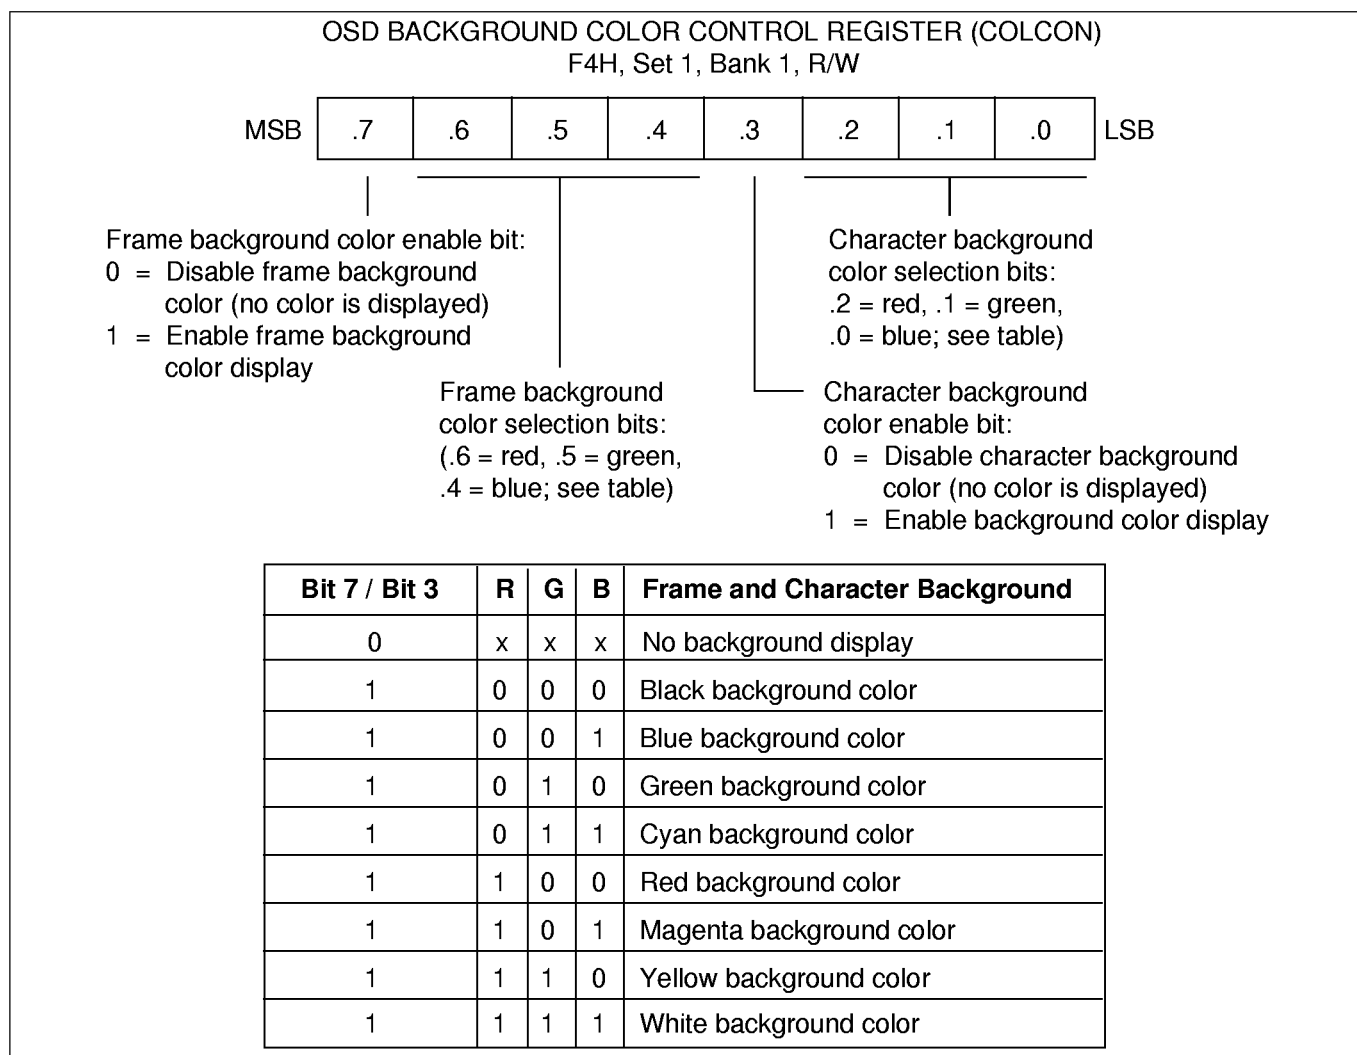 OSD BACKGROUND COLOR CONTROL REGISTER (COLCON)
F4H, Set 1, Bank 1, R/W
MSB .7 .6 .5 .4 .3 .2 .1 .0 LSB
Frame background color enable bit:
0 = Disable frame background
color (no color is displayed)
1 = Enable frame background
color display
Frame background
color selection bits:
(.6 = red, .5 = green,
.4 = blue; see table)
Character background
color selection bits:
.2 = red, .1 = green,
.0 = blue; see table)
Character background
color enable bit:
0 = Disable character background
color (no color is displayed)
1 = Enable background color display
Bit 7 / Bit 3 R G B Frame and Character Background
0 x x x No background display
1 0 0 0 Black background color
1 0 0 1 Blue background color
1 0 1 0 Green background color
1 0 1 1 Cyan background color
1 1 0 0 Red background color
1 1 0 1 Magenta background color
1 1 1 0 Yellow background color
1 1 1 1 White background color